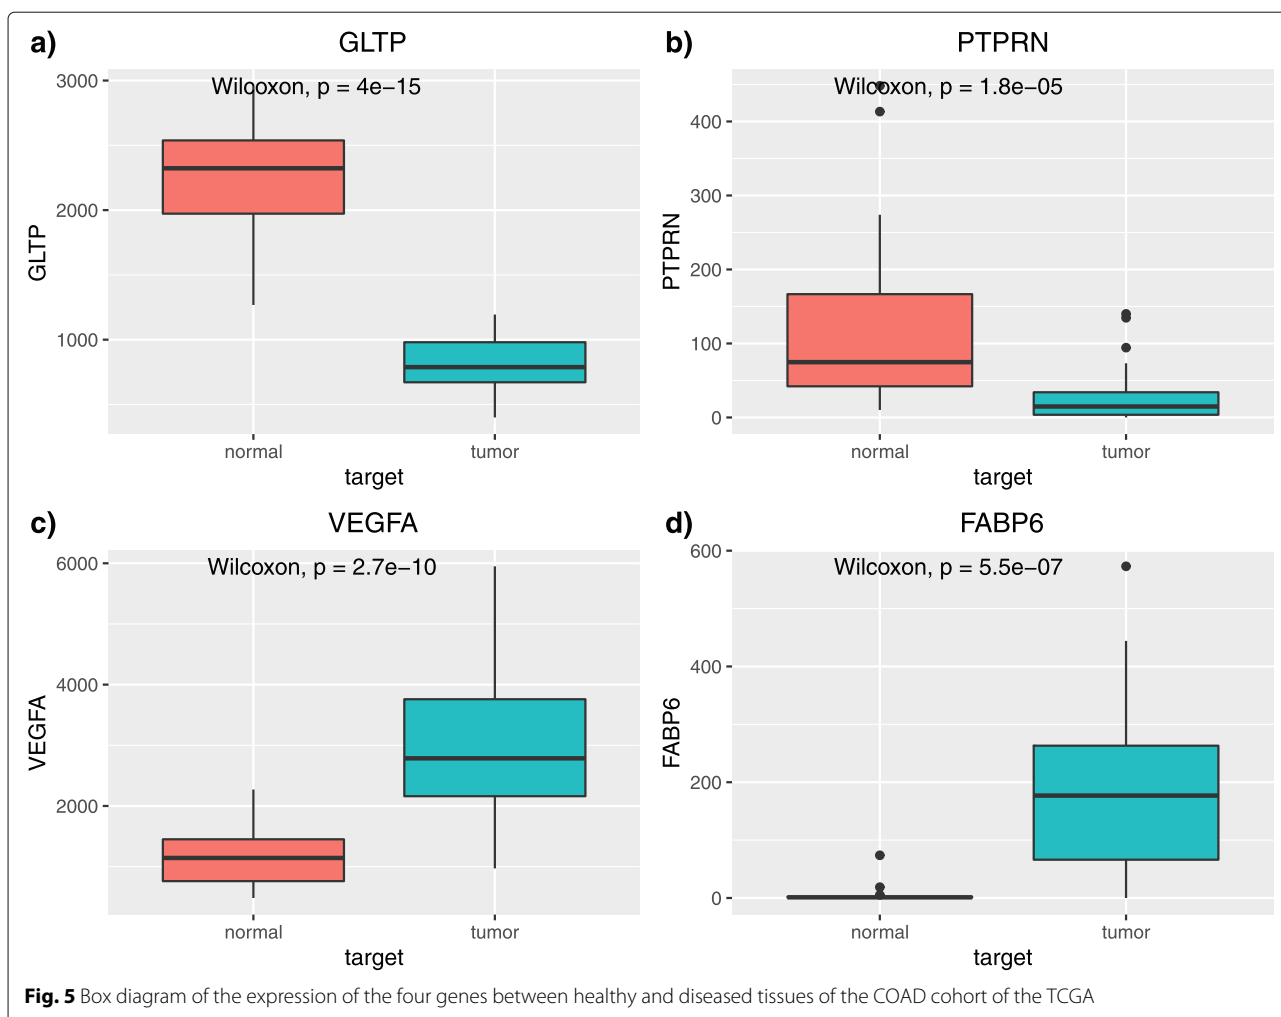 a) GLTP
Wilcoxon, p = 4e−15
3000
2000
1000
GLTP
normal tumor
target
b) PTPRN
Wilcoxon, p = 1.8e−05
400
300
200
100
0
PTPRN
normal tumor
target
c) VEGFA
Wilcoxon, p = 2.7e−10
6000
4000
2000
VEGFA
normal tumor
target
d) FABP6
Wilcoxon, p = 5.5e−07
600
400
200
0
FABP6
normal tumor
target
Fig. 5 Box diagram of the expression of the four genes between healthy and diseased tissues of the COAD cohort of the TCGA